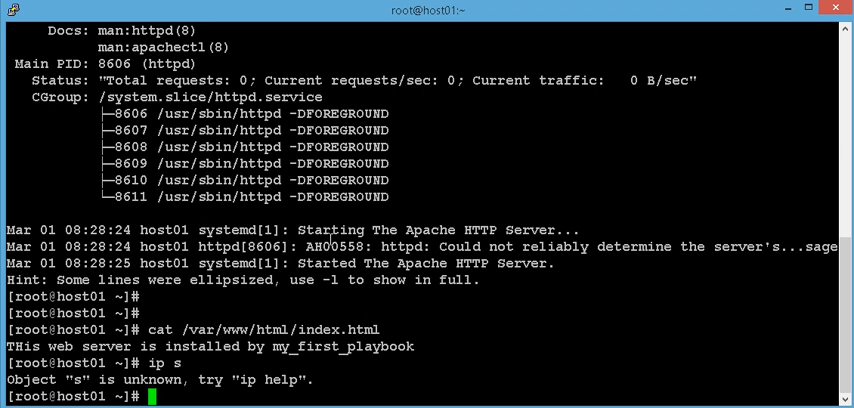 root@host01:~
Docs: man:httpd(8)
man:apachectl(8)
Main PID: 8606 (httpd)
Status: "Total requests: 0; Current requests/sec: 0; Current traffic:   0 B/sec"
CGroup: /system.slice/httpd.service
├─8606 /usr/sbin/httpd -DFOREGROUND
├─8607 /usr/sbin/httpd -DFOREGROUND
├─8608 /usr/sbin/httpd -DFOREGROUND
├─8609 /usr/sbin/httpd -DFOREGROUND
├─8610 /usr/sbin/httpd -DFOREGROUND
└─8611 /usr/sbin/httpd -DFOREGROUND
Mar 01 08:28:24 host01 systemd[1]: Starting The Apache HTTP Server...
Mar 01 08:28:24 host01 httpd[8606]: AH00558: httpd: Could not reliably determine the server's...sage
Mar 01 08:28:25 host01 systemd[1]: Started The Apache HTTP Server.
Hint: Some lines were ellipsized, use -l to show in full.
[root@host01 ~]#
[root@host01 ~]#
[root@host01 ~]# cat /var/www/html/index.html
THis web server is installed by my_first_playbook
[root@host01 ~]# ip s
Object "s" is unknown, try "ip help".
[root@host01 ~]#